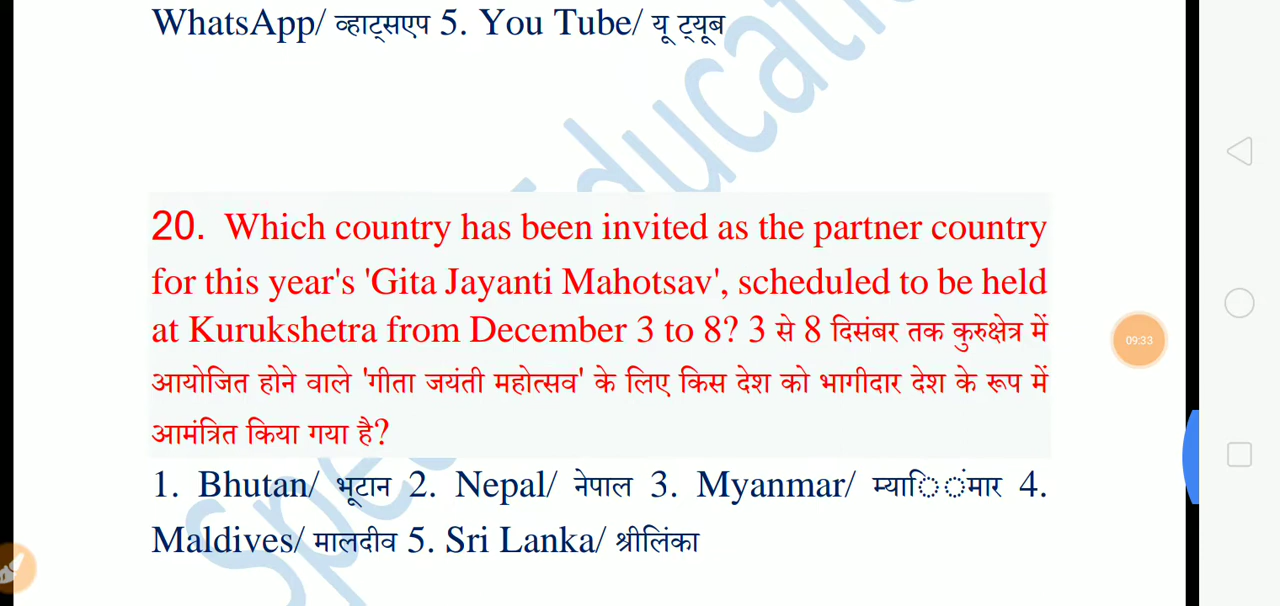 WhatsApp/ व्हाट्सएप 5. You Tube/ यू ट्यूब
20. Which country has been invited as the partner country
for this year's 'Gita Jayanti Mahotsav', scheduled to be held
at Kurukshetra from December 3 to 8? 3 से 8 दिसंबर तक कुरुक्षेत्र में
आयोजित होने वाले 'गीता जयंती महोत्सव' के लिए किस देश को भागीदार देश के रूप में
आमंत्रित किया गया है?
1. Bhutan/ भूटान 2. Nepal/ नेपाल 3. Myanmar/ म्यािंमार 4.
Maldives/ मालदीव 5. Sri Lanka/ श्रीलिंका
09:33